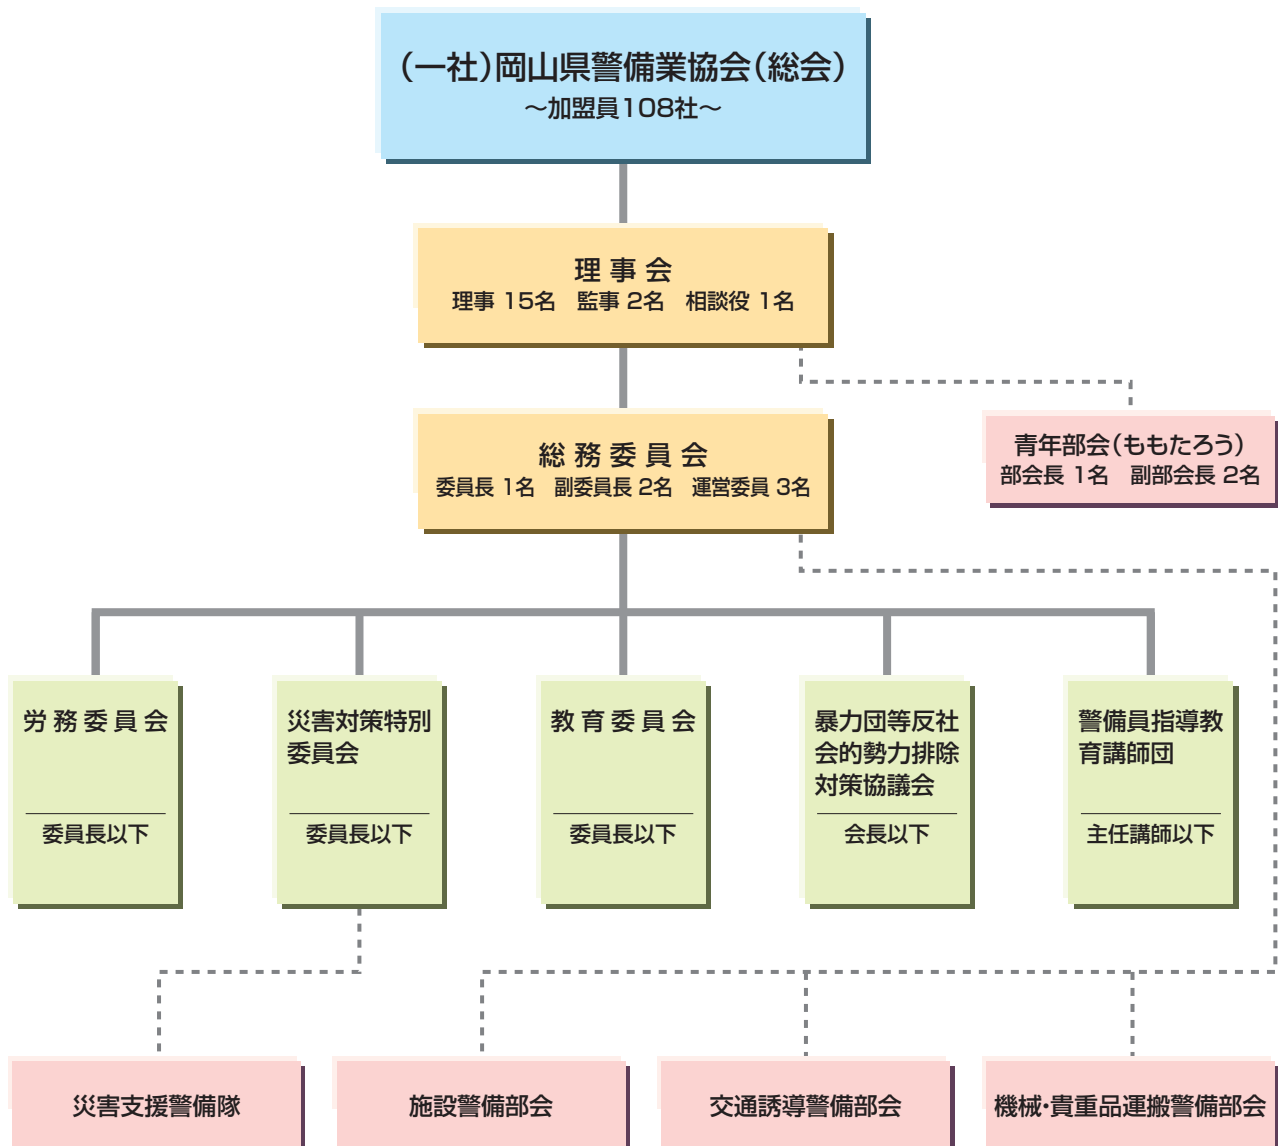 （一社）岡山県警備業協会（総会）
～加盟員108社～
理事会
理事 15名　監事 2名　相談役 1名
総務委員会
委員長 1名　副委員長 2名　運営委員 3名
青年部会（ももたろう）
部会長 1名　副部会長 2名
労務委員会
委員長以下
災害対策特別
委員会
委員長以下
教育委員会
委員長以下
暴力団等反社
会的勢力排除
対策協議会
会長以下
警備員指導教
育講師団
主任講師以下
災害支援警備隊
施設警備部会
交通誘導警備部会
機械・貴重品運搬警備部会